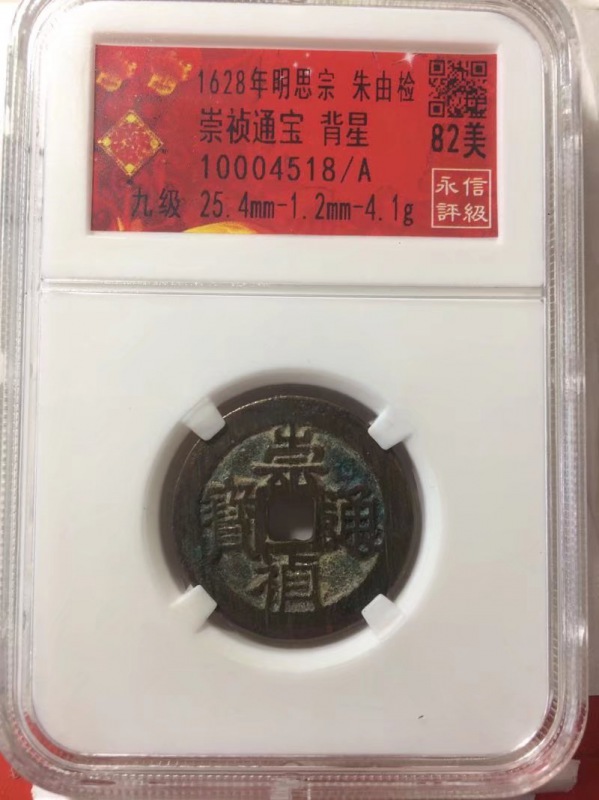 1628年明思宗 朱由检
崇祯通宝 背星
82美
10004518/A
九级 25.4mm-1.2mm-4.1g
永信
評級
崇禎通寳